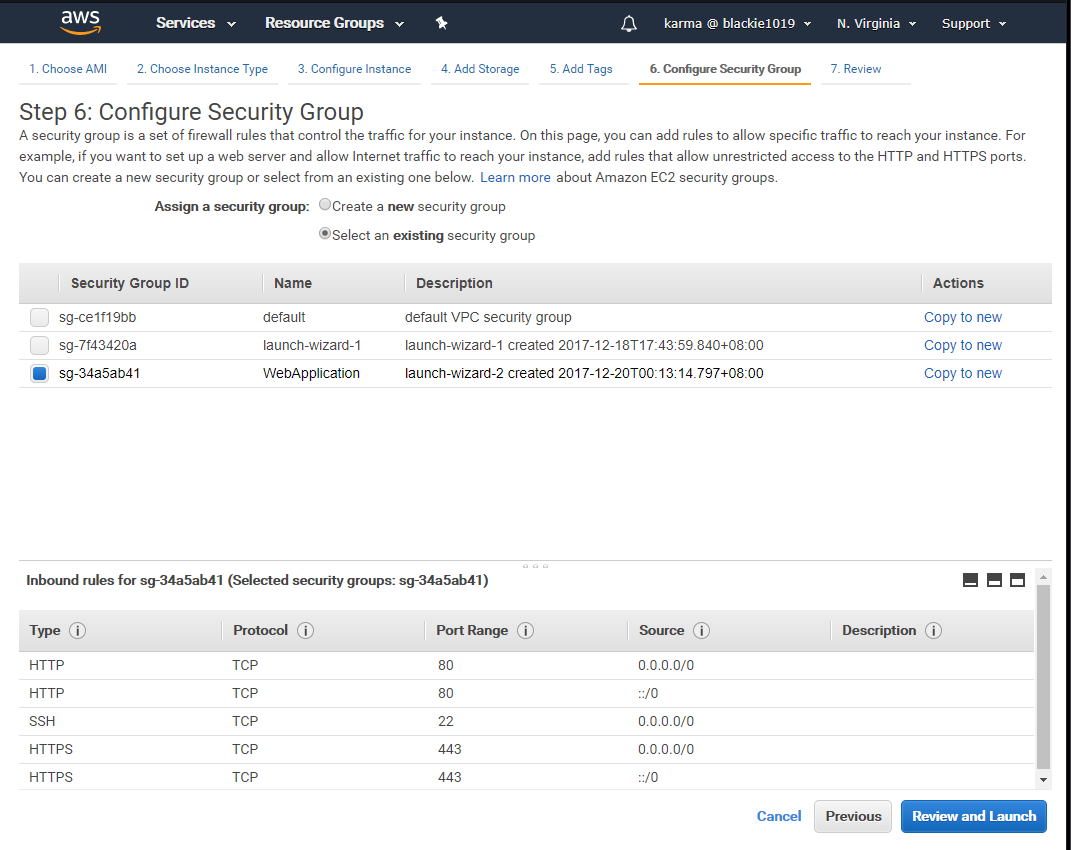 aws Services Resource Groups karma @ blackie1019 N. Virginia Support
1. Choose AMI 2. Choose Instance Type 3. Configure Instance 4. Add Storage 5. Add Tags 6. Configure Security Group 7. Review
Step 6: Configure Security Group
A security group is a set of firewall rules that control the traffic for your instance. On this page, you can add rules to allow specific traffic to reach your instance. For
example, if you want to set up a web server and allow Internet traffic to reach your instance, add rules that allow unrestricted access to the HTTP and HTTPS ports.
You can create a new security group or select from an existing one below. Learn more about Amazon EC2 security groups.
Assign a security group: Create a new security group
Select an existing security group
Security Group ID Name Description Actions
sg-ce1f19bb default default VPC security group Copy to new
sg-7f43420a launch-wizard-1 launch-wizard-1 created 2017-12-18T17:43:59.840+08:00 Copy to new
sg-34a5ab41 WebApplication launch-wizard-2 created 2017-12-20T00:13:14.797+08:00 Copy to new
Inbound rules for sg-34a5ab41 (Selected security groups: sg-34a5ab41)
Type i Protocol i Port Range i Source i Description i
HTTP TCP 80 0.0.0.0/0
HTTP TCP 80 ::/0
SSH TCP 22 0.0.0.0/0
HTTPS TCP 443 0.0.0.0/0
HTTPS TCP 443 ::/0
Cancel Previous Review and Launch